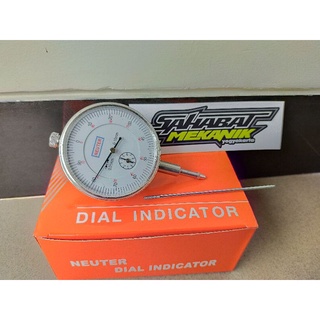 SAHABAT
MEKANIK
yogyakarta
DIAL INDICATOR
NEUTER
DIAL INDICATOR